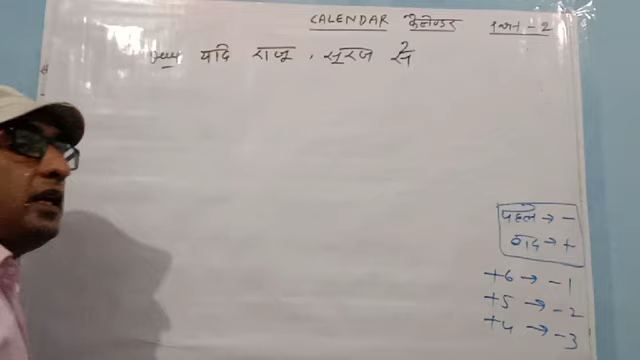 CALENDAR कैलेण्डर भाग - 2
यदि राजू, सूरज से
पहले → -
बाद → +
+6 → -1
+5 → -2
+4 → -3